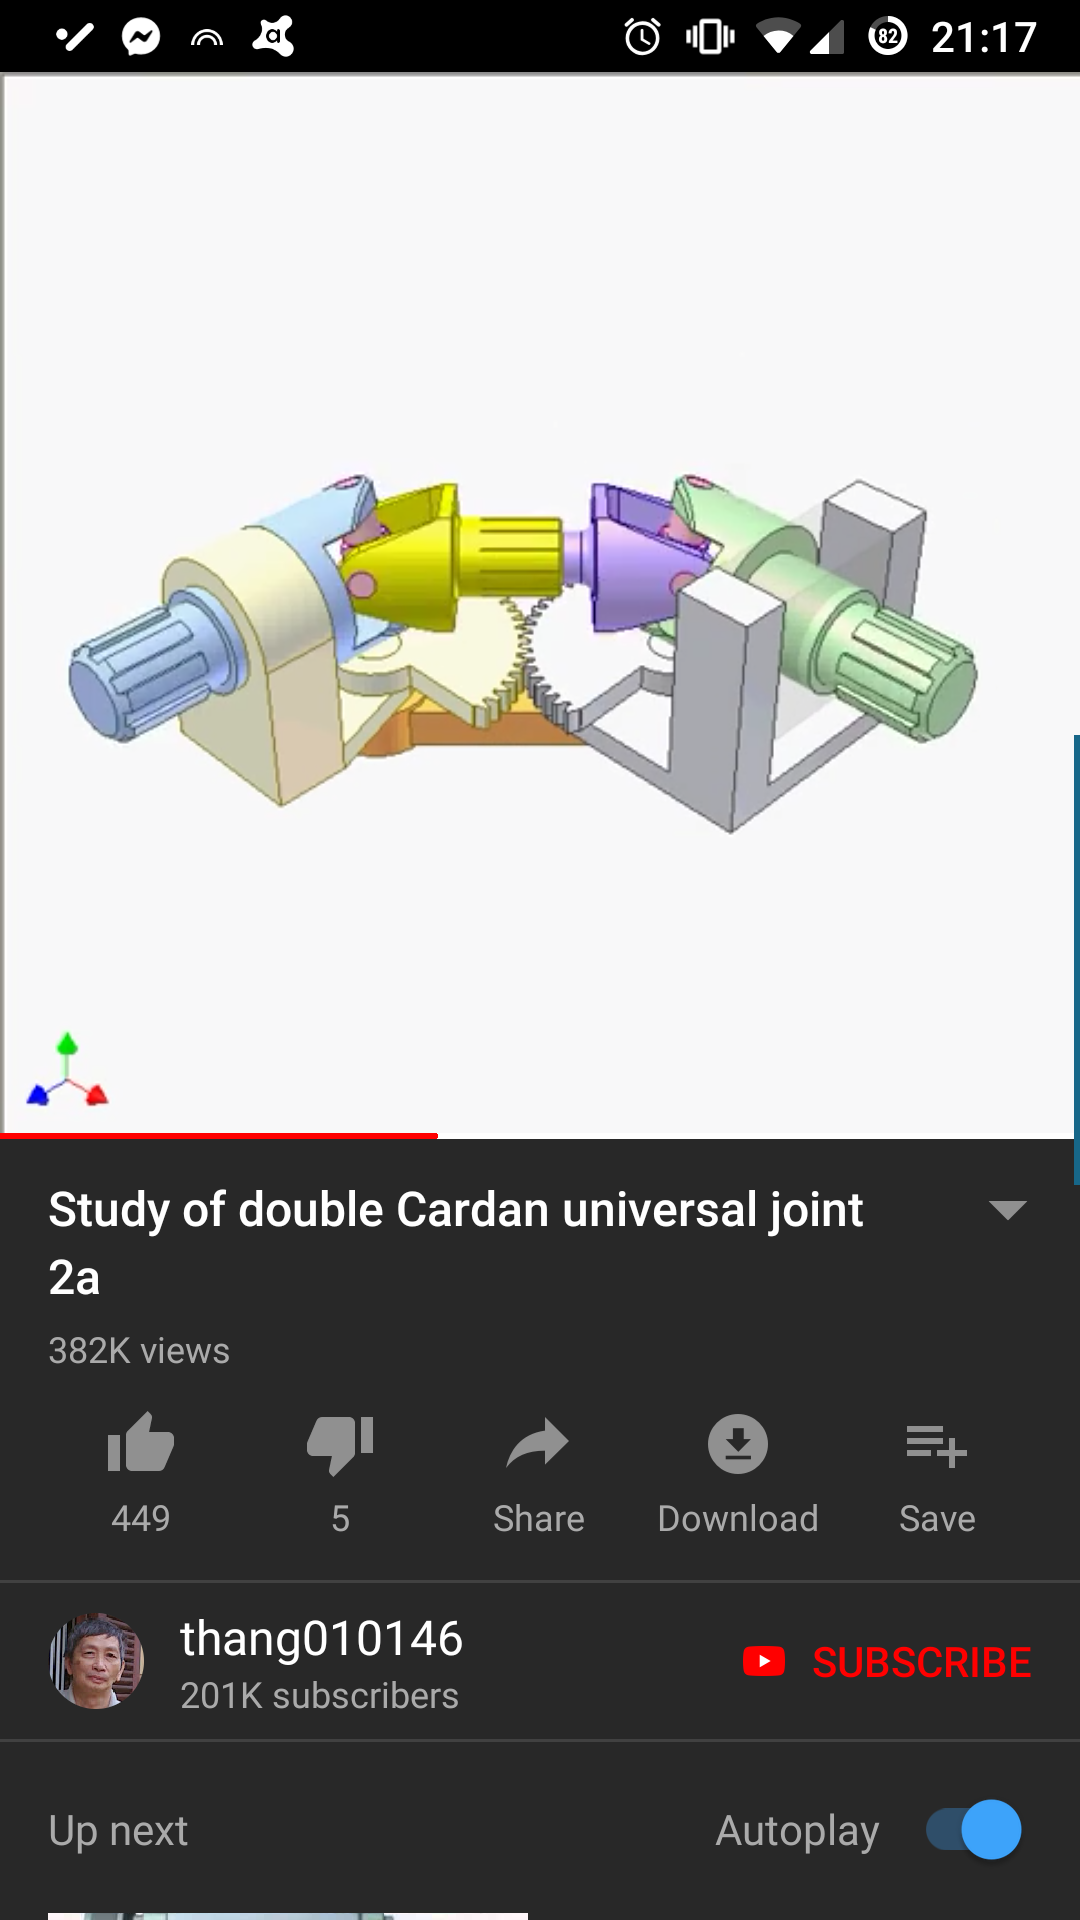 82 21:17
Study of double Cardan universal joint
2a
382K views
449 5 Share Download Save
thang010146
201K subscribers
SUBSCRIBE
Up next Autoplay